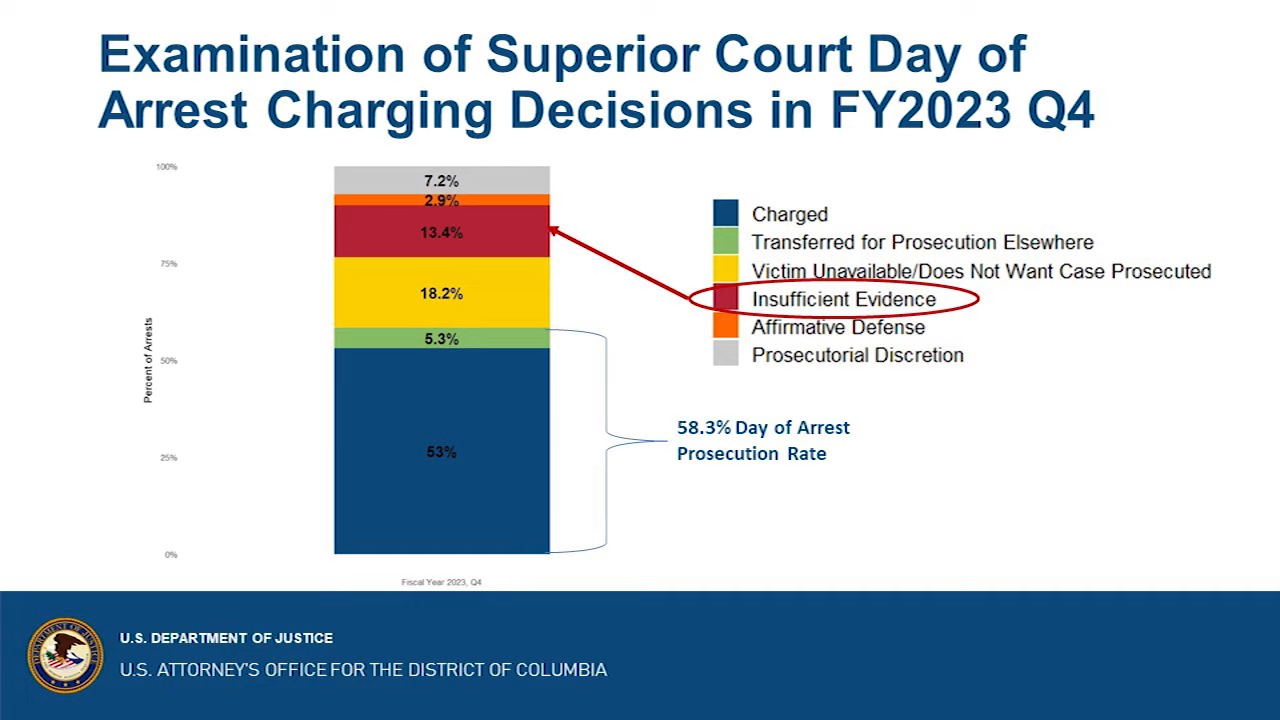 Examination of Superior Court Day of
Arrest Charging Decisions in FY2023 Q4
100%
75%
50%
25%
0%
Percent of Arrests
7.2%
2.9%
13.4%
18.2%
5.3%
53%
Fiscal Year 2023, Q4
Charged
Transferred for Prosecution Elsewhere
Victim Unavailable/Does Not Want Case Prosecuted
Insufficient Evidence
Affirmative Defense
Prosecutorial Discretion
58.3% Day of Arrest
Prosecution Rate
U.S. DEPARTMENT OF JUSTICE
U.S. ATTORNEY'S OFFICE FOR THE DISTRICT OF COLUMBIA